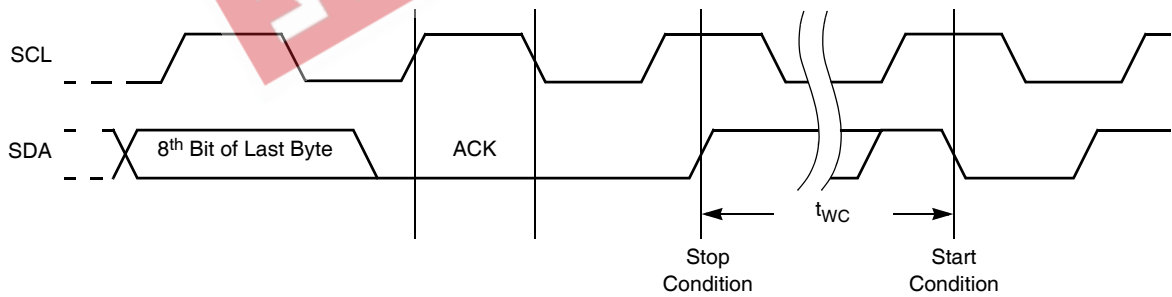 SCL
SDA
8th Bit of Last Byte
ACK
tWC
Stop
Condition
Start
Condition